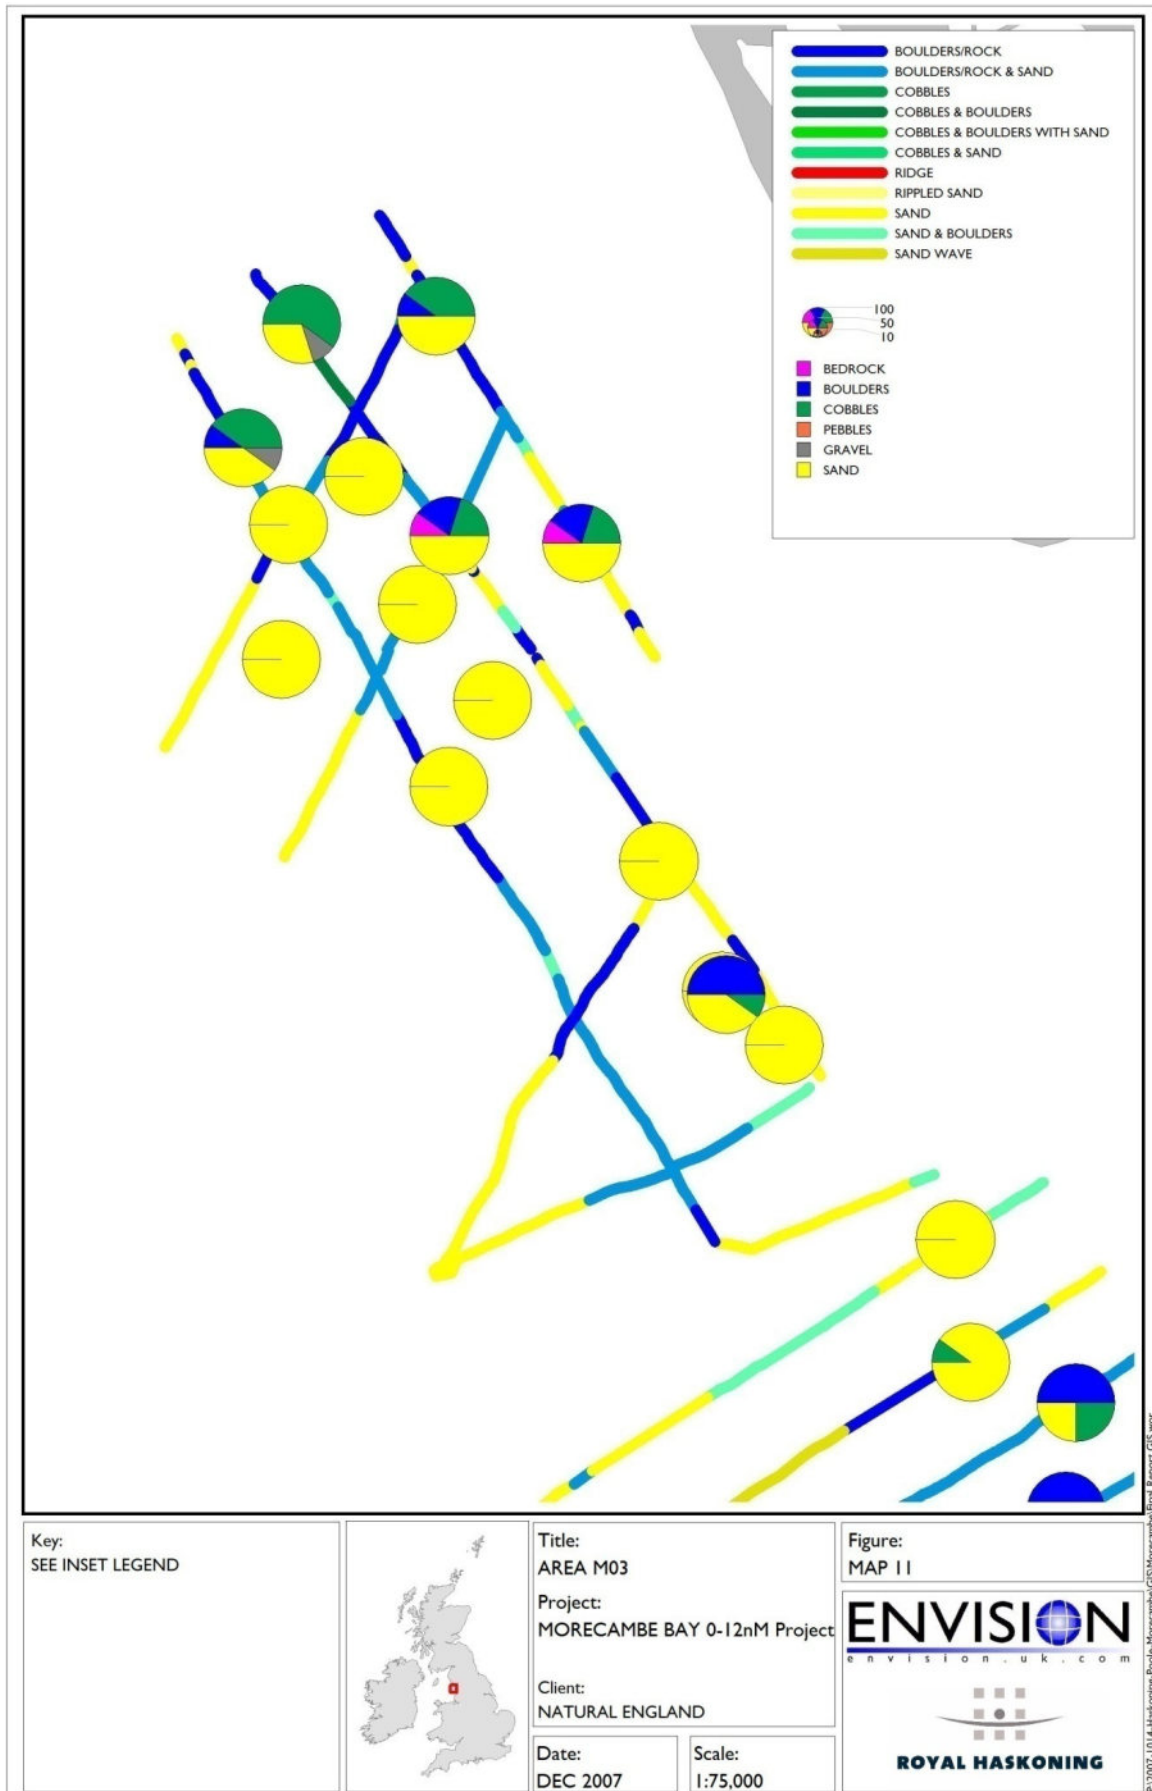 BOULDERS/ROCK
BOULDERS/ROCK & SAND
COBBLES
COBBLES & BOULDERS
COBBLES & BOULDERS WITH SAND
COBBLES & SAND
RIDGE
RIPPLED SAND
SAND
SAND & BOULDERS
SAND WAVE
100
50
10
BEDROCK
BOULDERS
COBBLES
PEBBLES
GRAVEL
SAND
Key:
SEE INSET LEGEND
Title:
AREA M03
Project:
MORECAMBE BAY 0-12nM Project
Client:
NATURAL ENGLAND
Date:
DEC 2007
Scale:
1:75,000
Figure:
MAP 11
ENVISION
envision.uk.com
ROYAL HASKONING